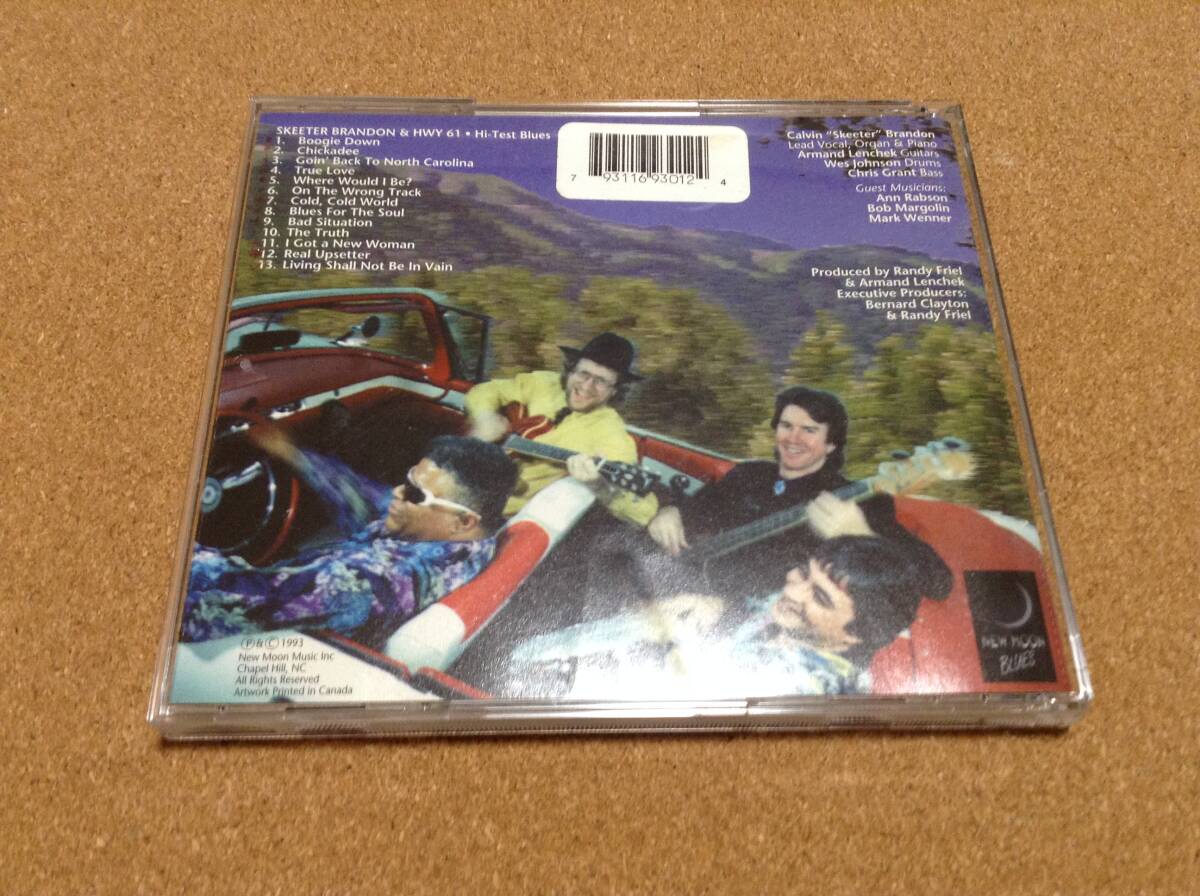 SKEETER BRANDON & HWY 61 • Hi-Test Blues
1. Boogie Down
2. Chickadee
3. Goin' Back To North Carolina
4. True Love
5. Where Would I Be?
6. On The Wrong Track
7. Cold, Cold World
8. Blues For The Soul
9. Bad Situation
10. The Truth
11. I Got a New Woman
12. Real Upsetter
13. Living Shall Not Be In Vain
7 93116 93012 4
Calvin "Skeeter" Brandon
Lead Vocal, Organ & Piano
Armand Lenchek Guitars
Wes Johnson Drums
Chris Grant Bass
Guest Musicians:
Ann Rabson
Bob Margolin
Mark Wenner
Produced by Randy Friel
& Armand Lenchek
Executive Producers:
Bernard Clayton
& Randy Friel
Ⓟ&Ⓒ 1993
New Moon Music Inc
Chapel Hill, NC
All Rights Reserved
Artwork Printed in Canada
NEW MOON
BLUES